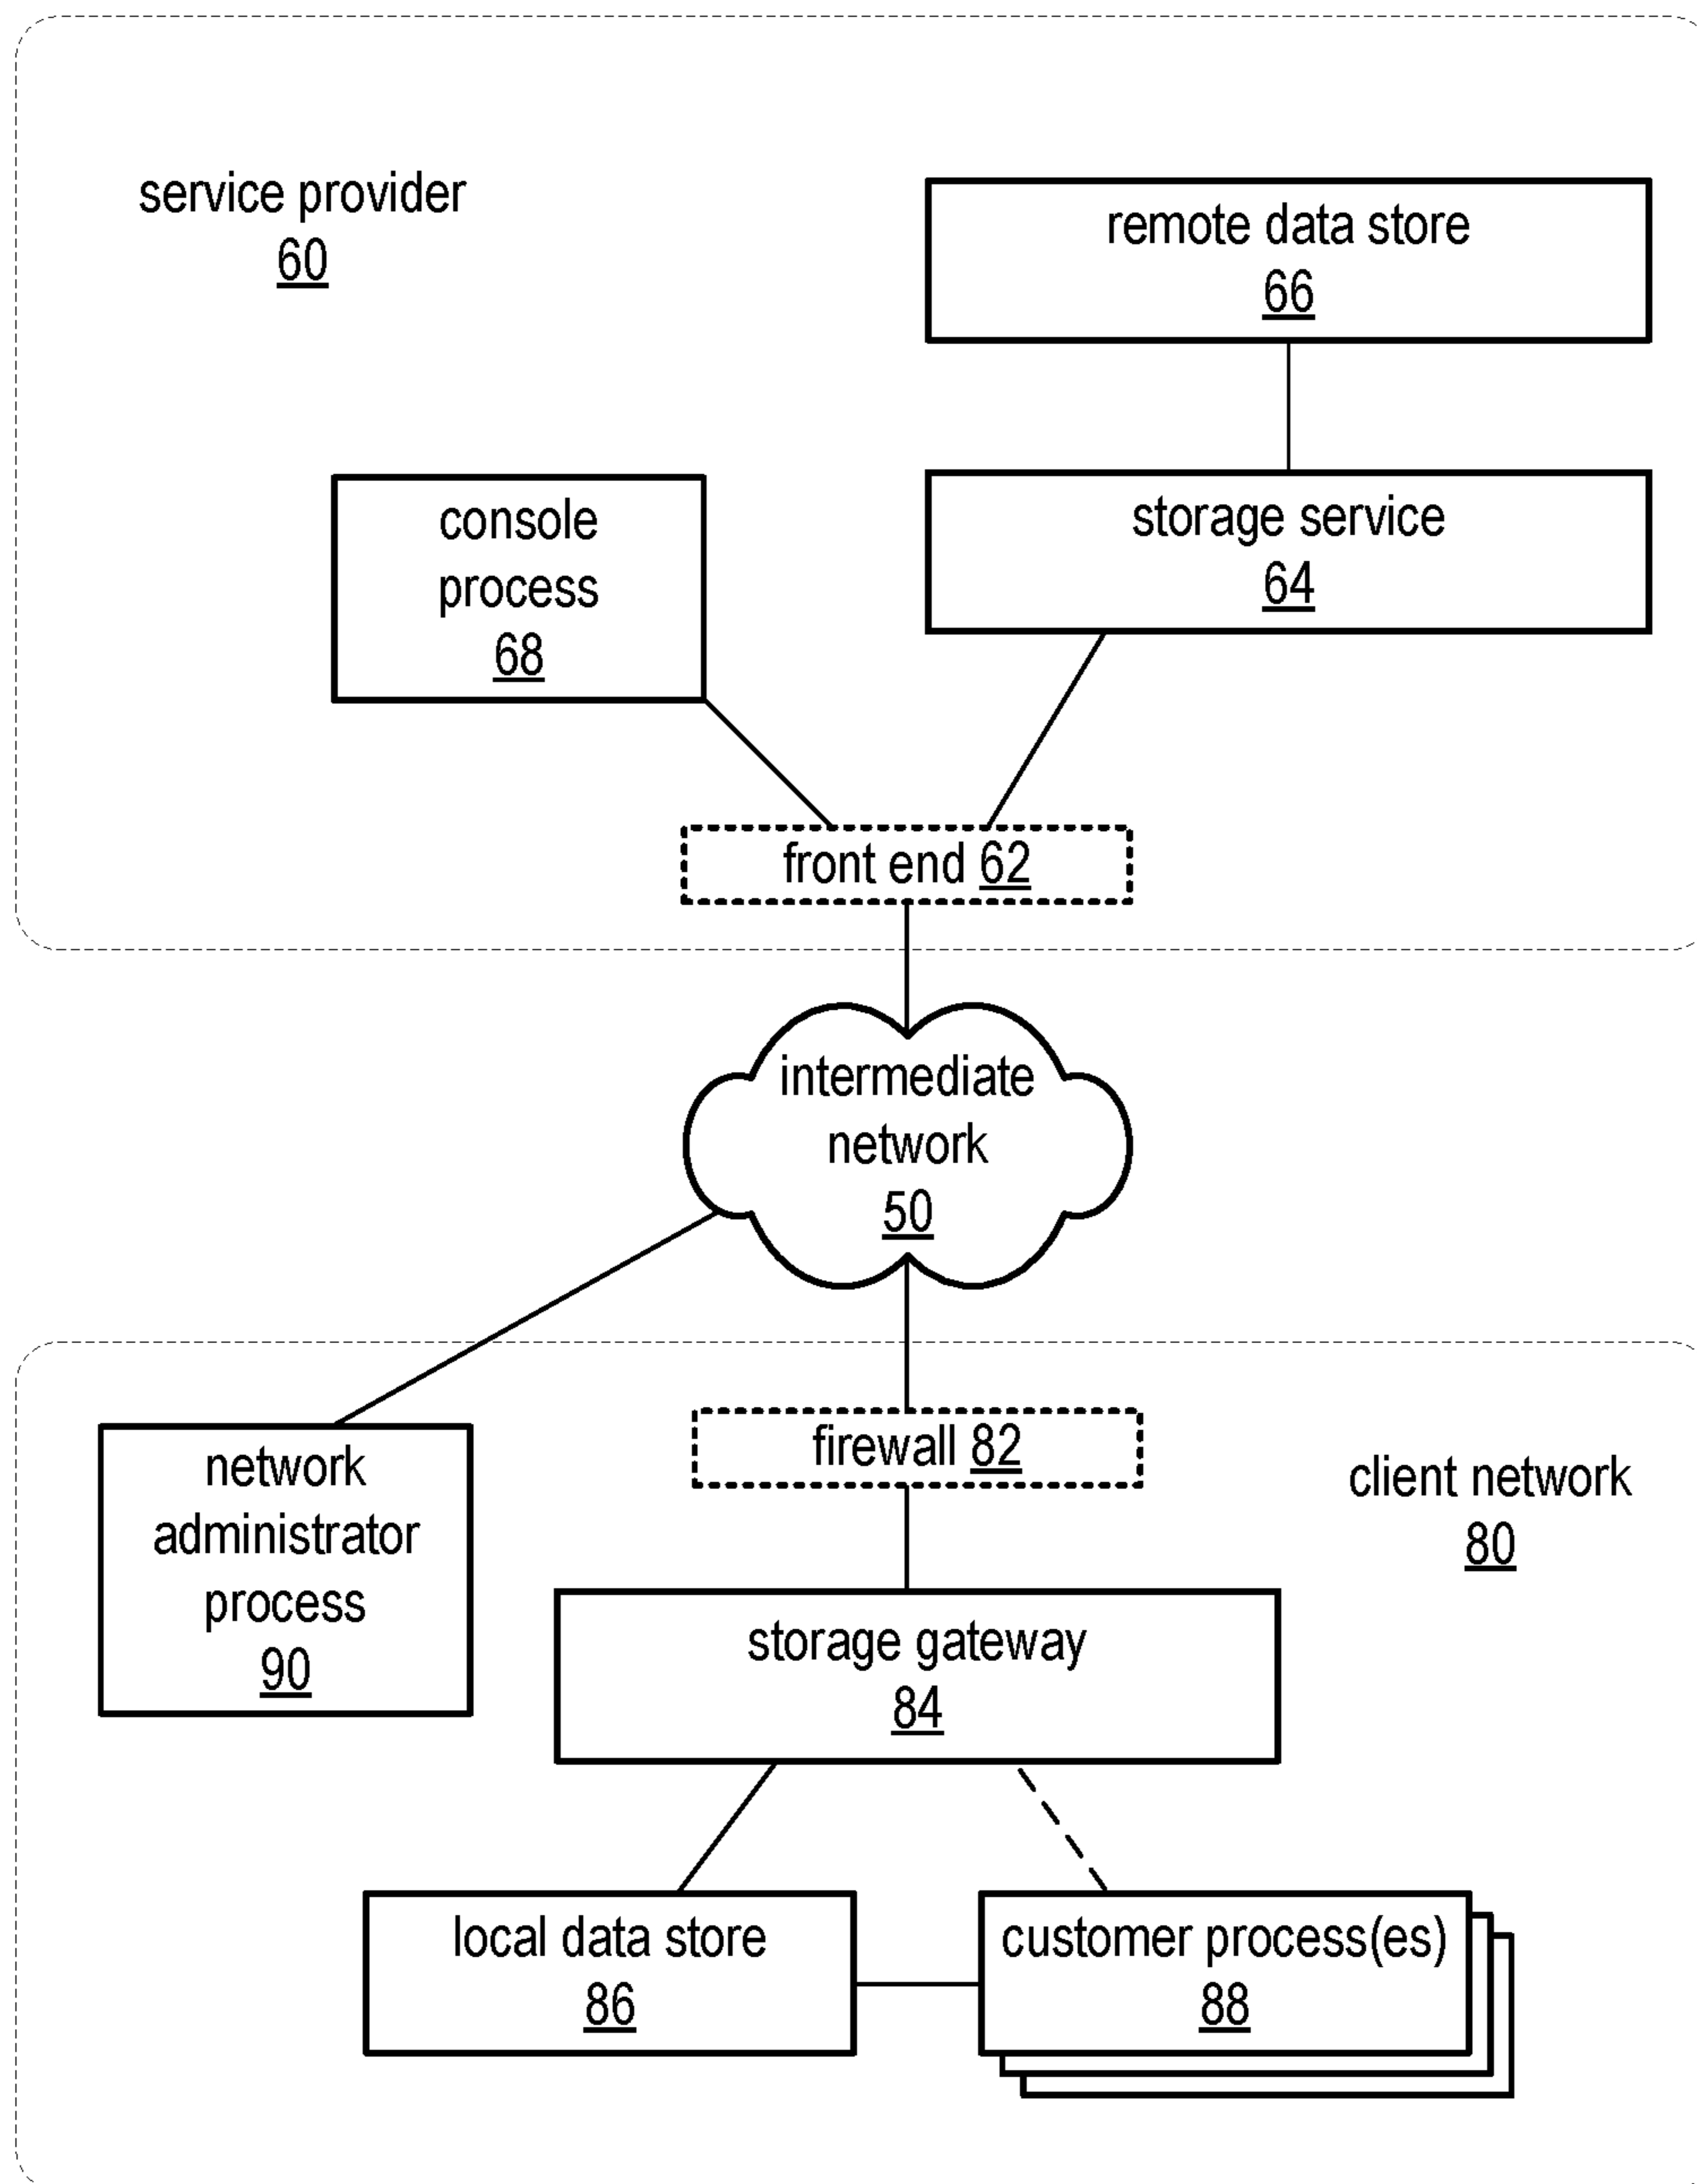 service provider
60
remote data store
66
console
process
68
storage service
64
front end 62
intermediate
network
50
network
administrator
process
90
firewall 82
client network
80
storage gateway
84
local data store
86
customer process(es)
88